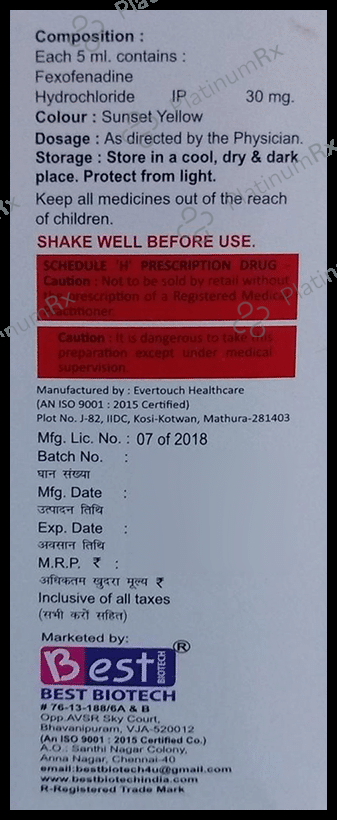 Composition :
Each 5 ml. contains :
Fexofenadine
Hydrochloride IP 30 mg.
Colour : Sunset Yellow
Dosage : As directed by the Physician.
Storage : Store in a cool, dry & dark
place. Protect from light.
Keep all medicines out of the reach
of children.
SHAKE WELL BEFORE USE.
SCHEDULE 'H' PRESCRIPTION DRUG -
Caution : Not to be sold by retail without
prescription of a Registered Medical
Practitioner.
Caution : It is dangerous to take this
preparation except under medical
supervision.
Manufactured by : Evertouch Healthcare
(AN ISO 9001 : 2015 Certified)
Plot No. J-82, IIDC, Kosi-Kotwan, Mathura-281403
Mfg. Lic. No. : 07 of 2018
Batch No. :
घान संख्या
Mfg. Date :
उत्पादन तिथि
Exp. Date :
अवसान तिथि
M.R.P. ₹ :
अधिकतम खुदरा मूल्य ₹
Inclusive of all taxes
(सभी करों सहित)
Marketed by:
Best BIOTECH ®
BEST BIOTECH
# 76-13-188/6A & B
Opp.AVSR Sky Court,
Bhavanipuram, VJA-520012
(An ISO 9001 : 2015 Certified Co.)
A.O.: Santhi Nagar Colony,
Anna Nagar, Chennai-40
email:bestbiotech4u@gmail.com
www.bestbiotechindia.com
R-Registered Trade Mark
PlatinumRx